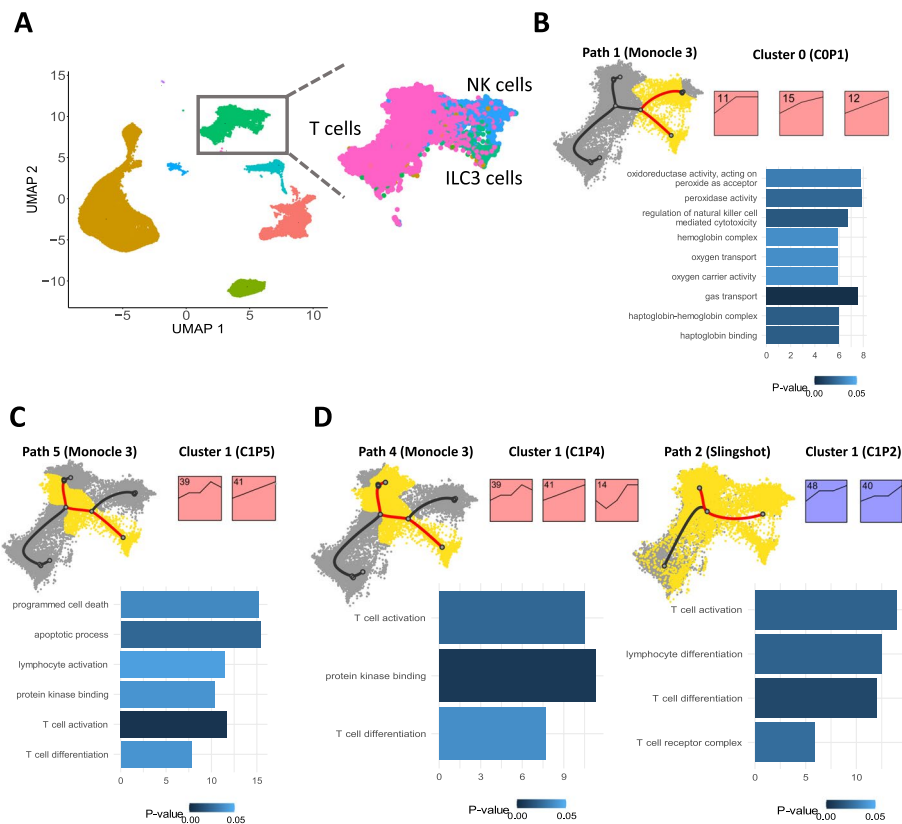 A
15
10
5
0
−5
−10
UMAP 2
−5
0
5
10
UMAP 1
T cells
NK cells
ILC3 cells
B
Path 1 (Monocle 3)
Cluster 0 (C0P1)
11
15
12
oxidoreductase activity, acting on
peroxide as acceptor
peroxidase activity
regulation of natural killer cell
mediated cytotoxicity
hemoglobin complex
oxygen transport
oxygen carrier activity
gas transport
haptoglobin−hemoglobin complex
haptoglobin binding
0 2 4 6 8
P-value
0.00 0.05
C
Path 5 (Monocle 3)
Cluster 1 (C1P5)
39
41
programmed cell death
apoptotic process
lymphocyte activation
protein kinase binding
T cell activation
T cell differentiation
0 5 10 15
P-value
0.00 0.05
D
Path 4 (Monocle 3)
Cluster 1 (C1P4)
39
41
14
T cell activation
protein kinase binding
T cell differentiation
0 3 6 9
P-value
0.00 0.05
Path 2 (Slingshot)
Cluster 1 (C1P2)
48
40
T cell activation
lymphocyte differentiation
T cell differentiation
T cell receptor complex
0 5 10
P-value
0.00 0.05